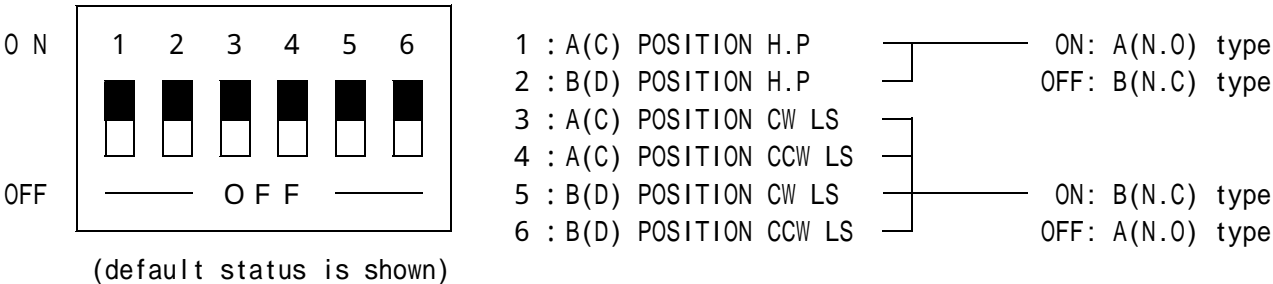 O N 1 2 3 4 5 6
OFF O F F
(default status is shown)
1 : A(C) POSITION H.P ON: A(N.O) type
2 : B(D) POSITION H.P OFF: B(N.C) type
3 : A(C) POSITION CW LS
4 : A(C) POSITION CCW LS
5 : B(D) POSITION CW LS ON: B(N.C) type
6 : B(D) POSITION CCW LS OFF: A(N.O) type